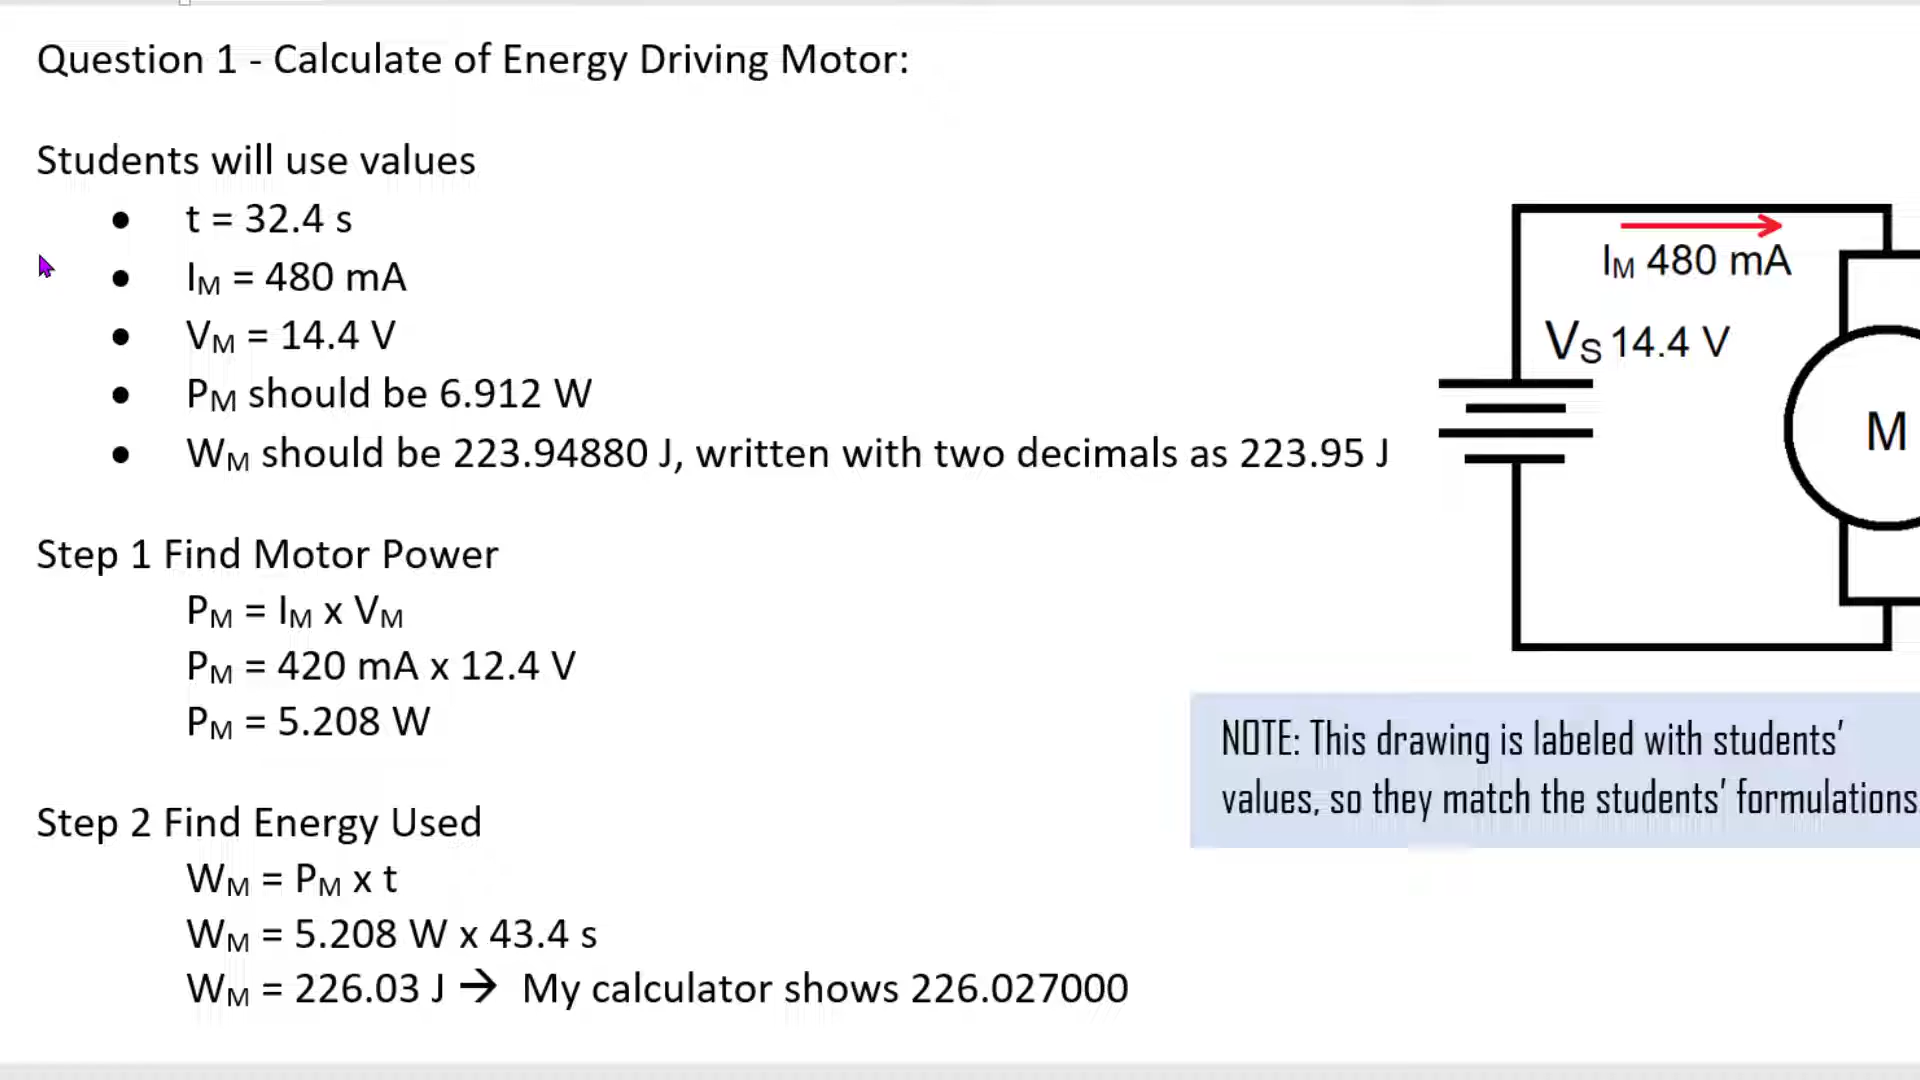 Question 1 - Calculate of Energy Driving Motor:
Students will use values
• t = 32.4 s
• IM = 480 mA
• VM = 14.4 V
• PM should be 6.912 W
• WM should be 223.94880 J, written with two decimals as 223.95 J
Step 1 Find Motor Power
PM = IM x VM
PM = 420 mA x 12.4 V
PM = 5.208 W
Step 2 Find Energy Used
WM = PM x t
WM = 5.208 W x 43.4 s
WM = 226.03 J → My calculator shows 226.027000
IM 480 mA
VS 14.4 V
M
NOTE: This drawing is labeled with students'
values, so they match the students' formulations